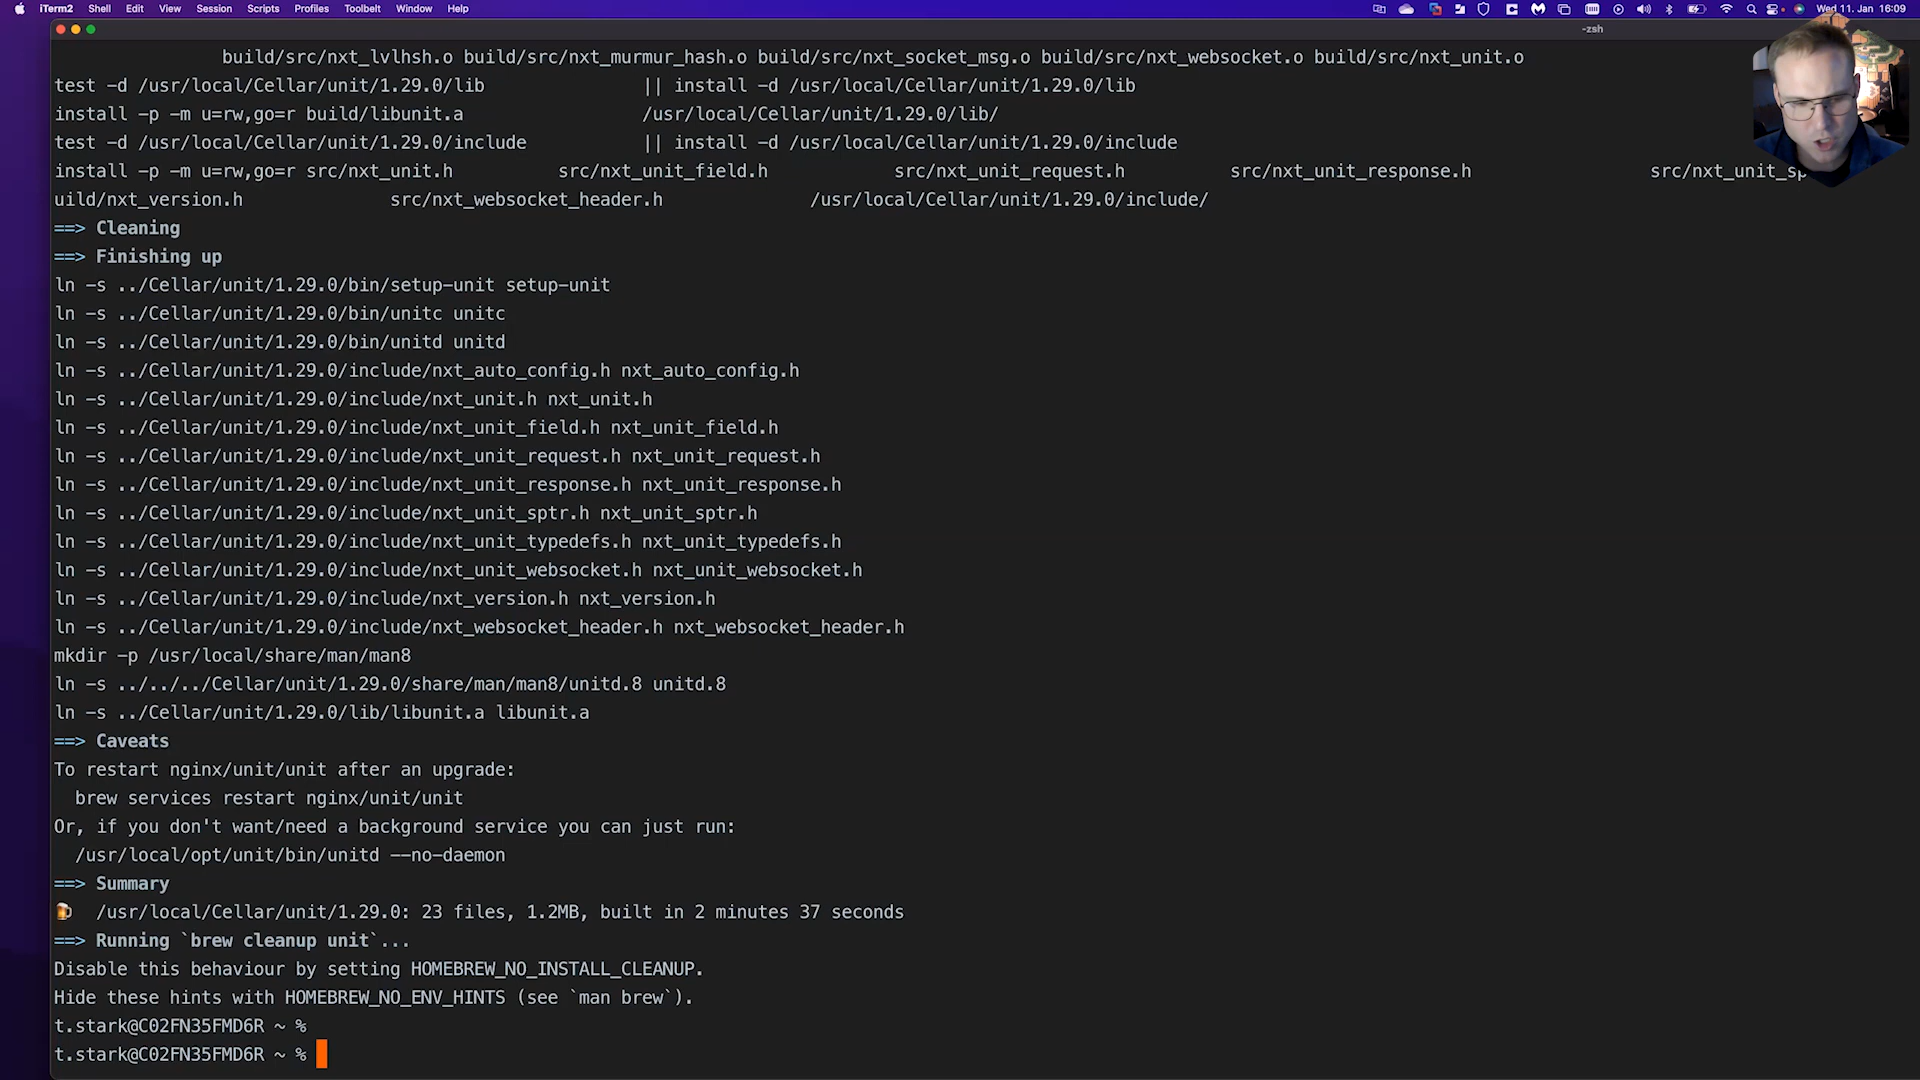 iTerm2 Shell Edit View Session Scripts Profiles Toolbelt Window Help Wed 11. Jan 16:09
-zsh
build/src/nxt_lvlhsh.o build/src/nxt_murmur_hash.o build/src/nxt_socket_msg.o build/src/nxt_websocket.o build/src/nxt_unit.o
test -d /usr/local/Cellar/unit/1.29.0/lib || install -d /usr/local/Cellar/unit/1.29.0/lib
install -p -m u=rw,go=r build/libunit.a /usr/local/Cellar/unit/1.29.0/lib/
test -d /usr/local/Cellar/unit/1.29.0/include || install -d /usr/local/Cellar/unit/1.29.0/include
install -p -m u=rw,go=r src/nxt_unit.h src/nxt_unit_field.h src/nxt_unit_request.h src/nxt_unit_response.h src/nxt_unit_sp
uild/nxt_version.h src/nxt_websocket_header.h /usr/local/Cellar/unit/1.29.0/include/
==> Cleaning
==> Finishing up
ln -s ../Cellar/unit/1.29.0/bin/setup-unit setup-unit
ln -s ../Cellar/unit/1.29.0/bin/unitc unitc
ln -s ../Cellar/unit/1.29.0/bin/unitd unitd
ln -s ../Cellar/unit/1.29.0/include/nxt_auto_config.h nxt_auto_config.h
ln -s ../Cellar/unit/1.29.0/include/nxt_unit.h nxt_unit.h
ln -s ../Cellar/unit/1.29.0/include/nxt_unit_field.h nxt_unit_field.h
ln -s ../Cellar/unit/1.29.0/include/nxt_unit_request.h nxt_unit_request.h
ln -s ../Cellar/unit/1.29.0/include/nxt_unit_response.h nxt_unit_response.h
ln -s ../Cellar/unit/1.29.0/include/nxt_unit_sptr.h nxt_unit_sptr.h
ln -s ../Cellar/unit/1.29.0/include/nxt_unit_typedefs.h nxt_unit_typedefs.h
ln -s ../Cellar/unit/1.29.0/include/nxt_unit_websocket.h nxt_unit_websocket.h
ln -s ../Cellar/unit/1.29.0/include/nxt_version.h nxt_version.h
ln -s ../Cellar/unit/1.29.0/include/nxt_websocket_header.h nxt_websocket_header.h
mkdir -p /usr/local/share/man/man8
ln -s ../../../Cellar/unit/1.29.0/share/man/man8/unitd.8 unitd.8
ln -s ../Cellar/unit/1.29.0/lib/libunit.a libunit.a
==> Caveats
To restart nginx/unit/unit after an upgrade:
brew services restart nginx/unit/unit
Or, if you don't want/need a background service you can just run:
/usr/local/opt/unit/bin/unitd --no-daemon
==> Summary
🍺 /usr/local/Cellar/unit/1.29.0: 23 files, 1.2MB, built in 2 minutes 37 seconds
==> Running `brew cleanup unit`...
Disable this behaviour by setting HOMEBREW_NO_INSTALL_CLEANUP.
Hide these hints with HOMEBREW_NO_ENV_HINTS (see `man brew`).
t.stark@C02FN35FMD6R ~ %
t.stark@C02FN35FMD6R ~ %